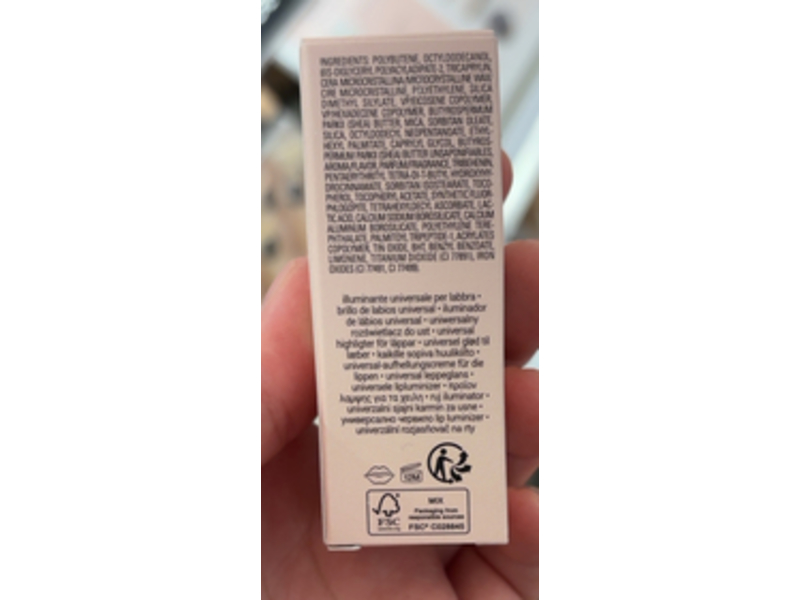 INGREDIENTS: POLYBUTENE, OCTYLDODECANOL,
BIS-DIGLYCERYL POLYACYLADIPATE-2, TRICAPRYLIN,
CERA MICROCRISTALLINA/MICROCRYSTALLINE WAX/
CIRE MICROCRISTALLINE, POLYETHYLENE, SILICA
DIMETHYL SILYLATE, VP/EICOSENE COPOLYMER,
VP/HEXADECENE COPOLYMER, BUTYROSPERMUM
PARKII (SHEA) BUTTER, MICA, SORBITAN OLEATE,
SILICA, OCTYLDODECYL NEOPENTANOATE, ETHYL-
HEXYL PALMITATE, CAPRYLYL GLYCOL, BUTYROS-
PERMUM PARKII (SHEA) BUTTER UNSAPONIFIABLES,
AROMA/FLAVOR, PARFUM/FRAGRANCE, TRIBEHENIN,
PENTAERYTHRITYL TETRA-DI-T-BUTYL HYDROXYHY-
DROCINNAMATE, SORBITAN ISOSTEARATE, TOCO-
PHEROL, TOCOPHERYL ACETATE, SYNTHETIC FLUOR-
PHLOGOPITE, TETRAHEXYLDECYL ASCORBATE, LAC-
TIC ACID, CALCIUM SODIUM BOROSILICATE, CALCIUM
ALUMINUM BOROSILICATE, POLYETHYLENE TERE-
PHTHALATE, PALMITOYL TRIPEPTIDE-1, ACRYLATES
COPOLYMER, TIN OXIDE, BHT, BENZYL BENZOATE,
LIMONENE, TITANIUM DIOXIDE (CI 77891), IRON
OXIDES (CI 77491, CI 77499).
illuminante universale per labbra •
brillo de labios universal • iluminador
de lábios universal • uniwersalny
rozświetlacz do ust • universal
highligter för läppar • universel glød til
læber • kaikille sopiva huulikiilto •
universal-aufhellungscreme für die
lippen • universal leppeglans •
universele lipluminizer • προϊόν
λάμψης για τα χείλη • ruj iluminator •
univerzalni sjajni karmin za usne •
универсално червило lip luminizer •
univerzální rozjasňovač na rty
12M
FSC
MIX
Packaging from
responsible sources
FSC® C028640